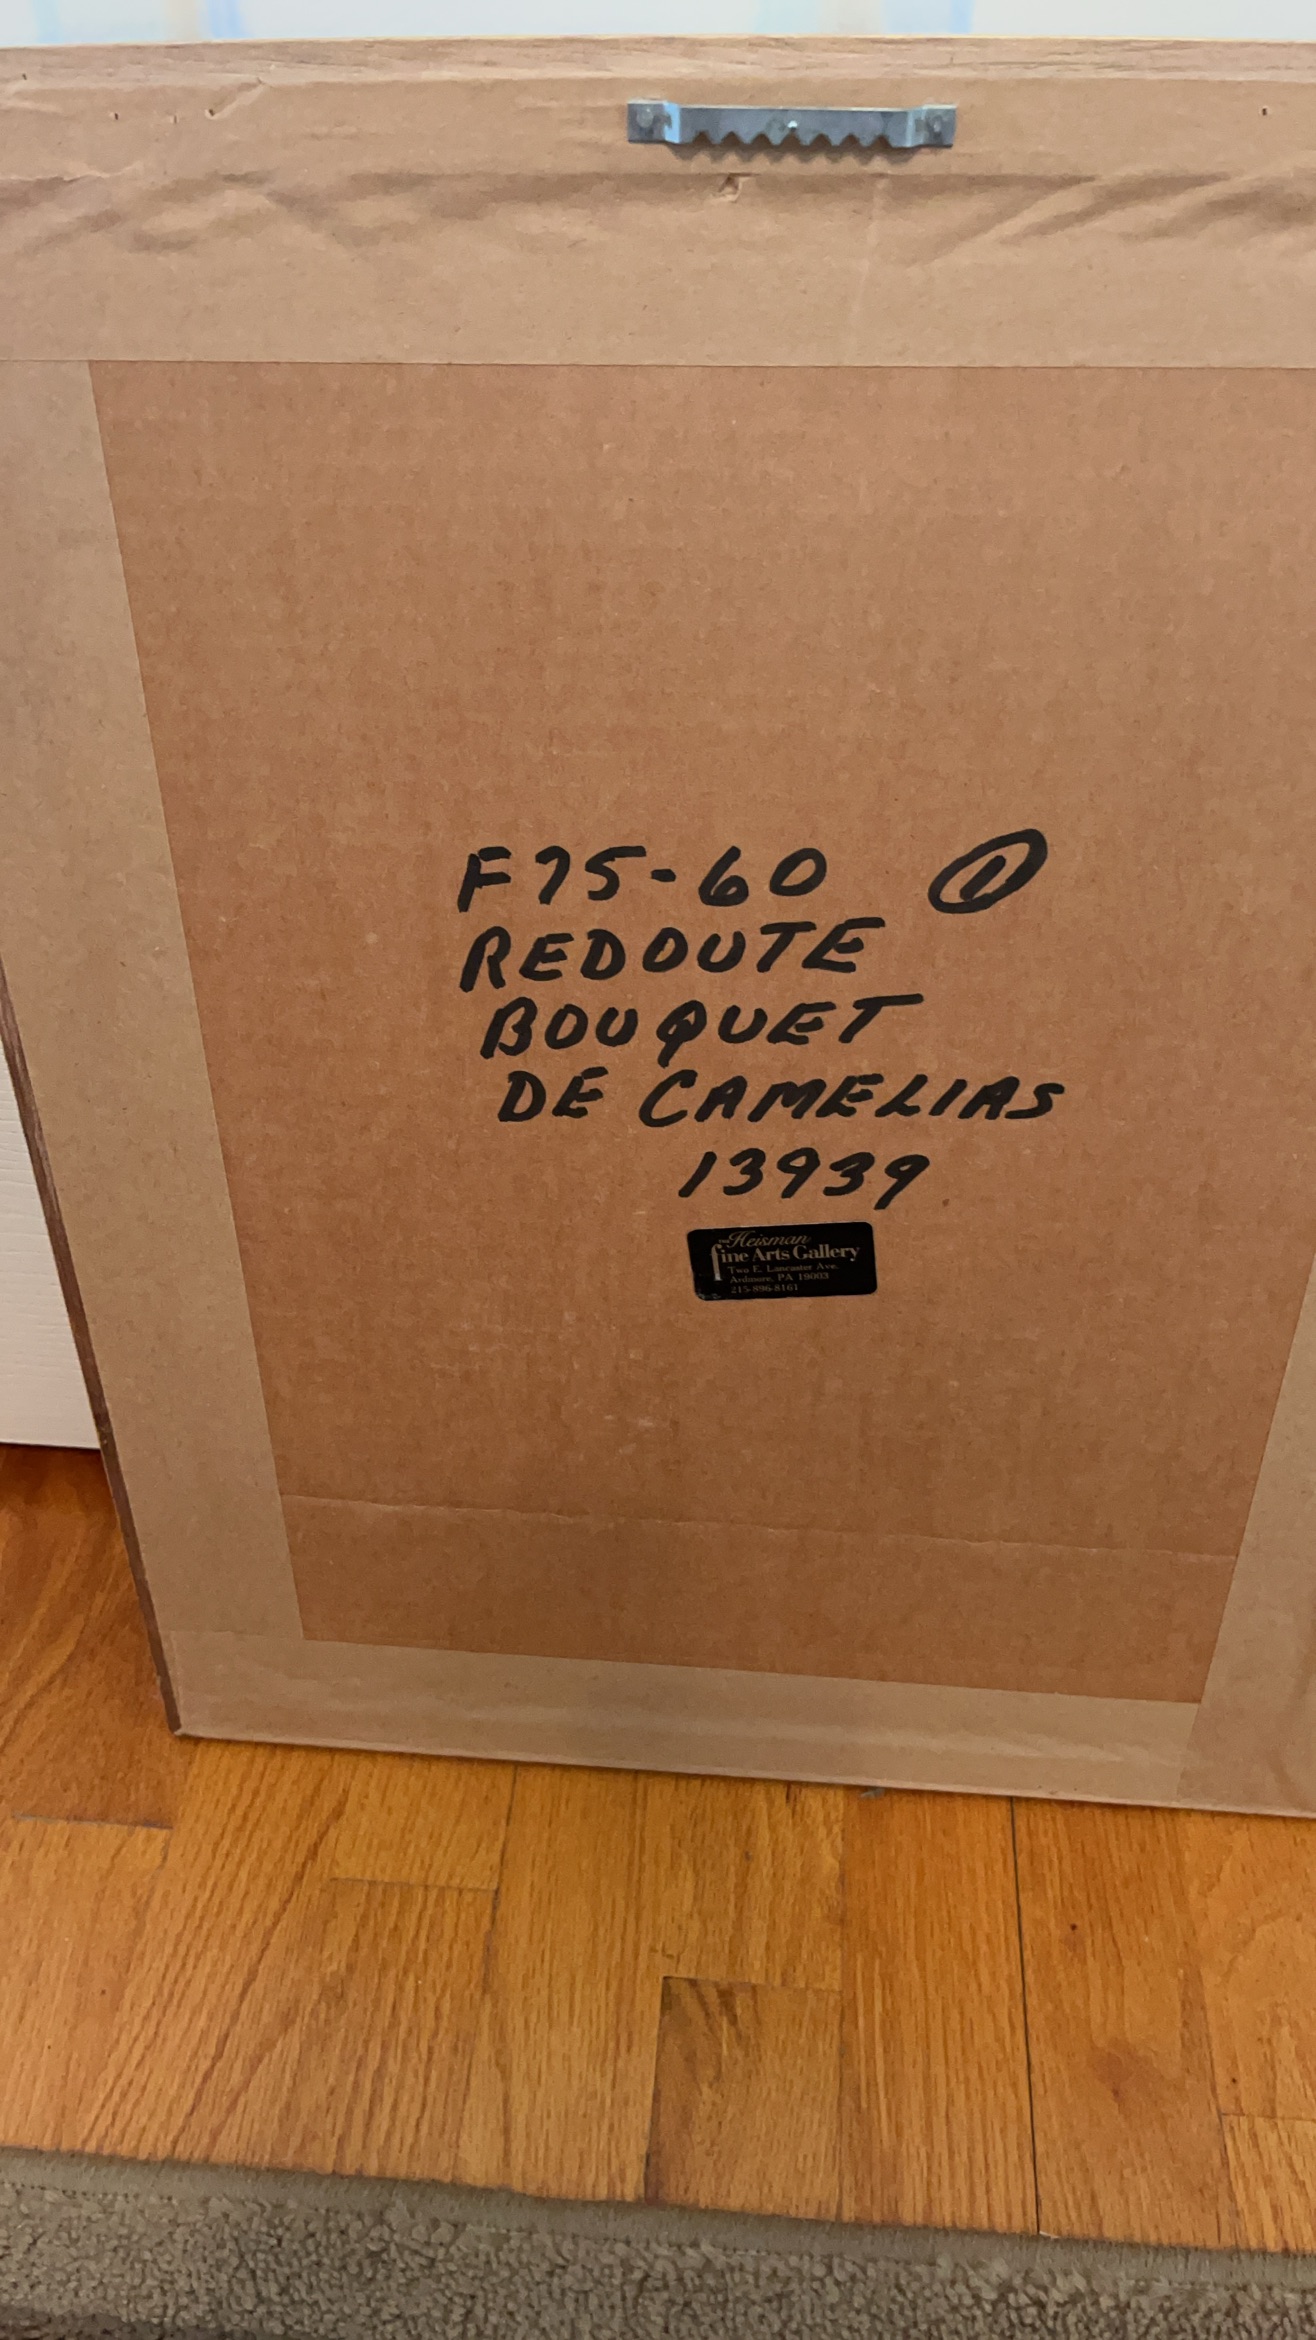 F75-60 1
REDOUTE
BOUQUET
DE CAMELIAS
13939
THE Heisman
fine Arts Gallery
Two E. Lancaster Ave.
Ardmore, PA 19003
215-896-8161